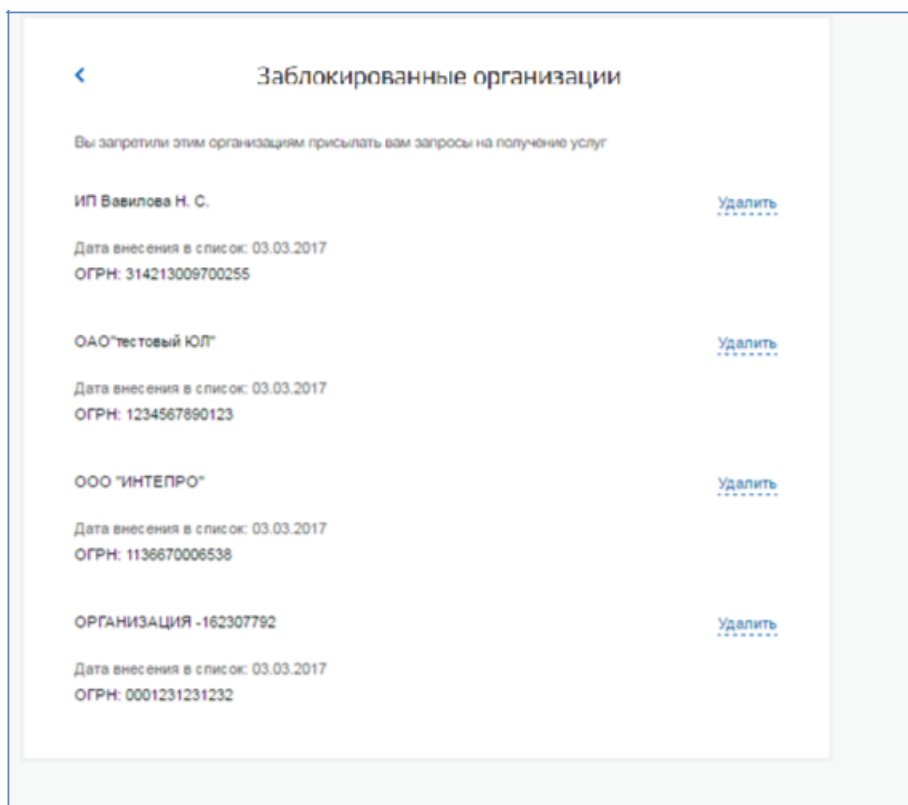 Заблокированные организации
Вы запретили этим организациям присылать вам запросы на получение услуг
ИП Вавилова Н. С.
Удалить
Дата внесения в список: 03.03.2017
ОГРН: 314213009700255
ОАО"тестовый ЮЛ"
Удалить
Дата внесения в список: 03.03.2017
ОГРН: 1234567890123
ООО "ИНТЕПРО"
Удалить
Дата внесения в список: 03.03.2017
ОГРН: 1136670006538
ОРГАНИЗАЦИЯ -162307792
Удалить
Дата внесения в список: 03.03.2017
ОГРН: 0001231231232